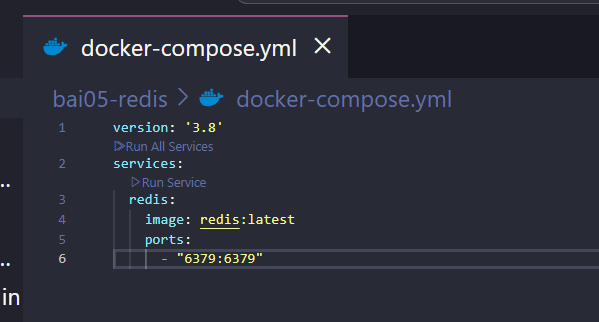 docker-compose.yml
bai05-redis > docker-compose.yml
1 version: '3.8'
Run All Services
2 services:
Run Service
3 redis:
4 image: redis:latest
5 ports:
6 - "6379:6379"
..
..
in